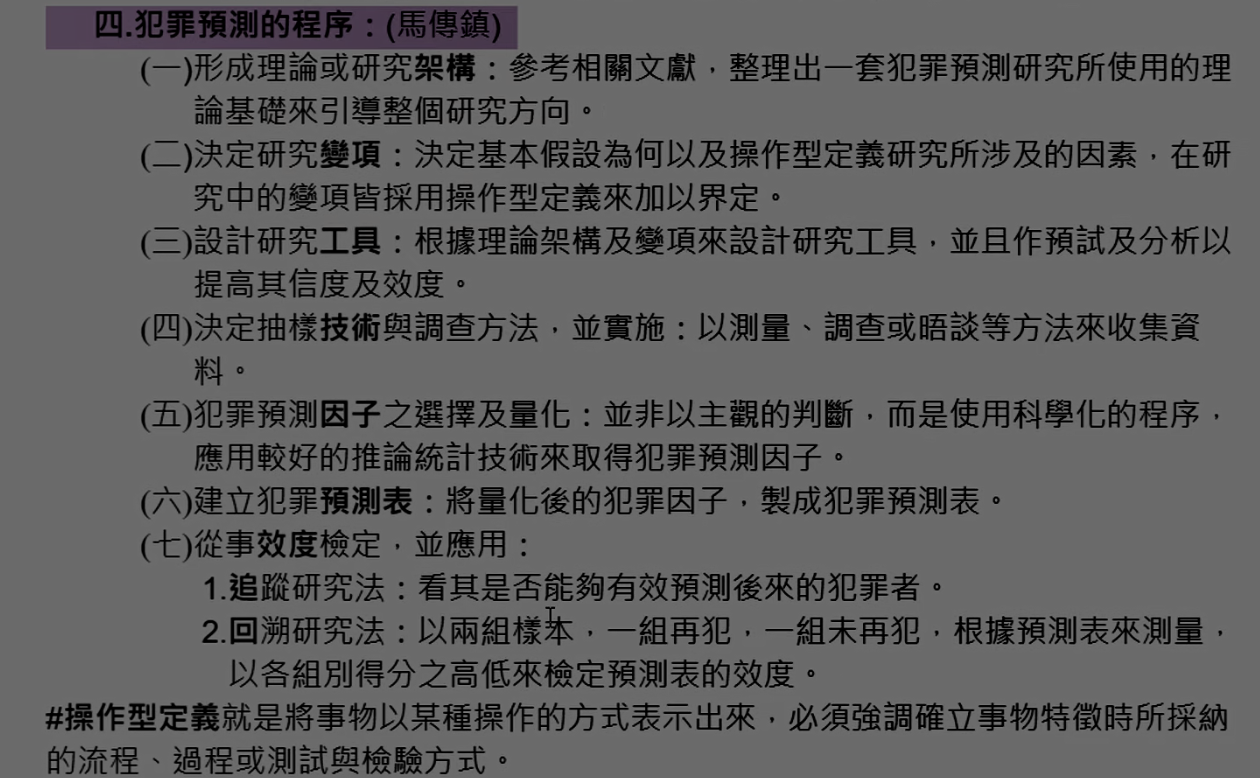 四.犯罪預測的程序：(馬傳鎮)
(一)形成理論或研究架構：參考相關文獻，整理出一套犯罪預測研究所使用的理
論基礎來引導整個研究方向。
(二)決定研究變項：決定基本假設為何以及操作型定義研究所涉及的因素，在研
究中的變項皆採用操作型定義來加以界定。
(三)設計研究工具：根據理論架構及變項來設計研究工具，並且作預試及分析以
提高其信度及效度。
(四)決定抽樣技術與調查方法，並實施：以測量、調查或晤談等方法來收集資
料。
(五)犯罪預測因子之選擇及量化：並非以主觀的判斷，而是使用科學化的程序，
應用較好的推論統計技術來取得犯罪預測因子。
(六)建立犯罪預測表：將量化後的犯罪因子，製成犯罪預測表。
(七)從事效度檢定，並應用：
1.追蹤研究法：看其是否能夠有效預測後來的犯罪者。
2.回溯研究法：以兩組樣本，一組再犯，一組未再犯，根據預測表來測量，
以各組別得分之高低來檢定預測表的效度。
#操作型定義就是將事物以某種操作的方式表示出來，必須強調確立事物特徵時所採納
的流程、過程或測試與檢驗方式。